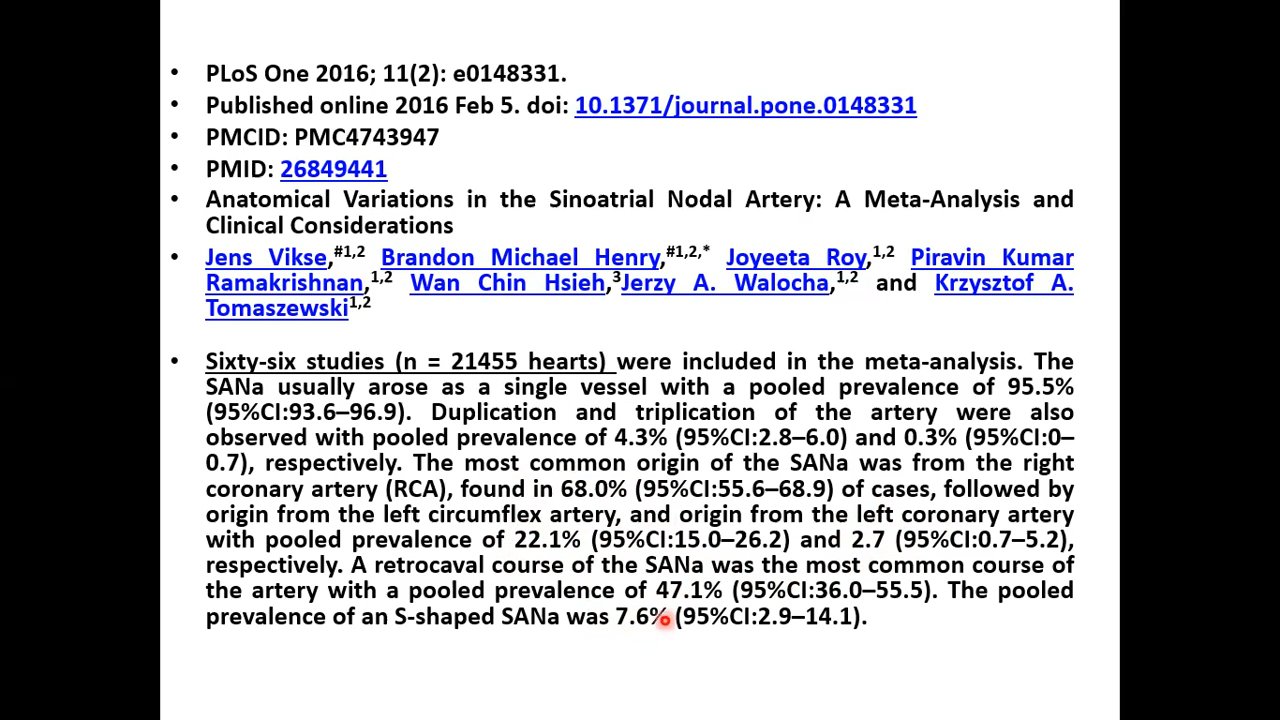 • PLoS One 2016; 11(2): e0148331.
• Published online 2016 Feb 5. doi: 10.1371/journal.pone.0148331
• PMCID: PMC4743947
• PMID: 26849441
• Anatomical Variations in the Sinoatrial Nodal Artery: A Meta-Analysis and
Clinical Considerations
• Jens Vikse,#1,2 Brandon Michael Henry,#1,2,* Joyeeta Roy,1,2 Piravin Kumar
Ramakrishnan,1,2 Wan Chin Hsieh,3Jerzy A. Walocha,1,2 and Krzysztof A.
Tomaszewski1,2
• Sixty-six studies (n = 21455 hearts) were included in the meta-analysis. The
SANa usually arose as a single vessel with a pooled prevalence of 95.5%
(95%CI:93.6–96.9). Duplication and triplication of the artery were also
observed with pooled prevalence of 4.3% (95%CI:2.8–6.0) and 0.3% (95%CI:0–
0.7), respectively. The most common origin of the SANa was from the right
coronary artery (RCA), found in 68.0% (95%CI:55.6–68.9) of cases, followed by
origin from the left circumflex artery, and origin from the left coronary artery
with pooled prevalence of 22.1% (95%CI:15.0–26.2) and 2.7 (95%CI:0.7–5.2),
respectively. A retrocaval course of the SANa was the most common course of
the artery with a pooled prevalence of 47.1% (95%CI:36.0–55.5). The pooled
prevalence of an S-shaped SANa was 7.6% (95%CI:2.9–14.1).